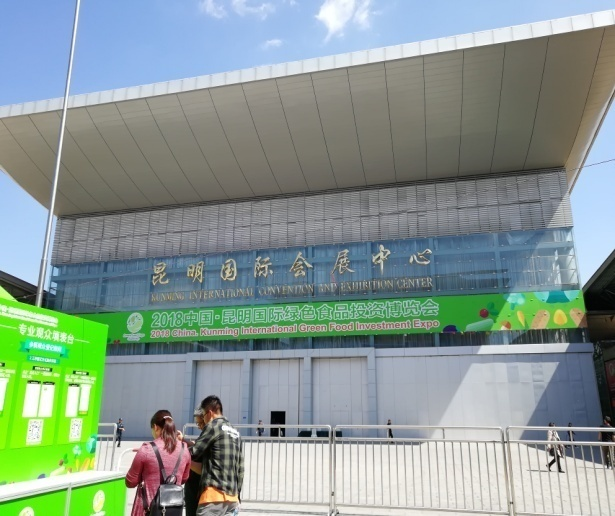 昆明国际会展中心
KUNMING INTERNATIONAL CONVENTION AND EXHIBITION CENTER
2018中国·昆明国际绿色食品投资博览会
2018 China. Kunming International Green Food Investment Expo
专业观众填写台